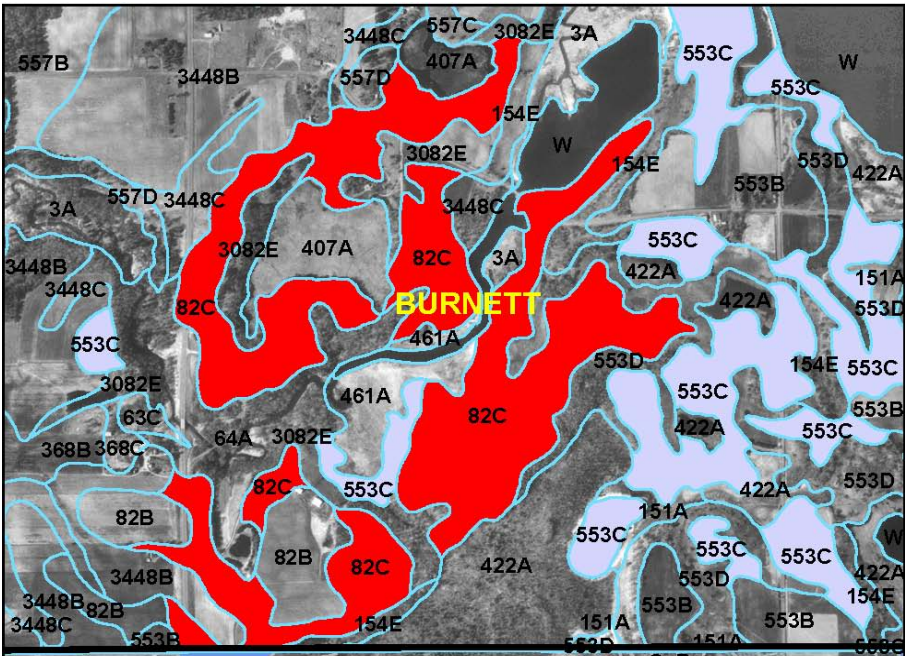 557C
3082E
3A
3448C
553C
557B
3448B
557D
407A
W
553C
154E
W
3082E
154E
553D
422A
557D
3448C
3448C
553B
3A
3082E
407A
82C
3A
553C
422A
151A
3448B
3448C
82C
BURNETT
422A
553D
553C
461A
553D
154E
553C
3082E
461A
553C
553B
63C
82C
422A
553C
368B
368C
64A
3082E
553D
82C
553C
422A
82B
151A
553C
553C
553C
W
82B
82C
422A
3448B
553D
422A
3448B
82B
553B
553B
154E
3448C
553B
154E
151A
151A
553D